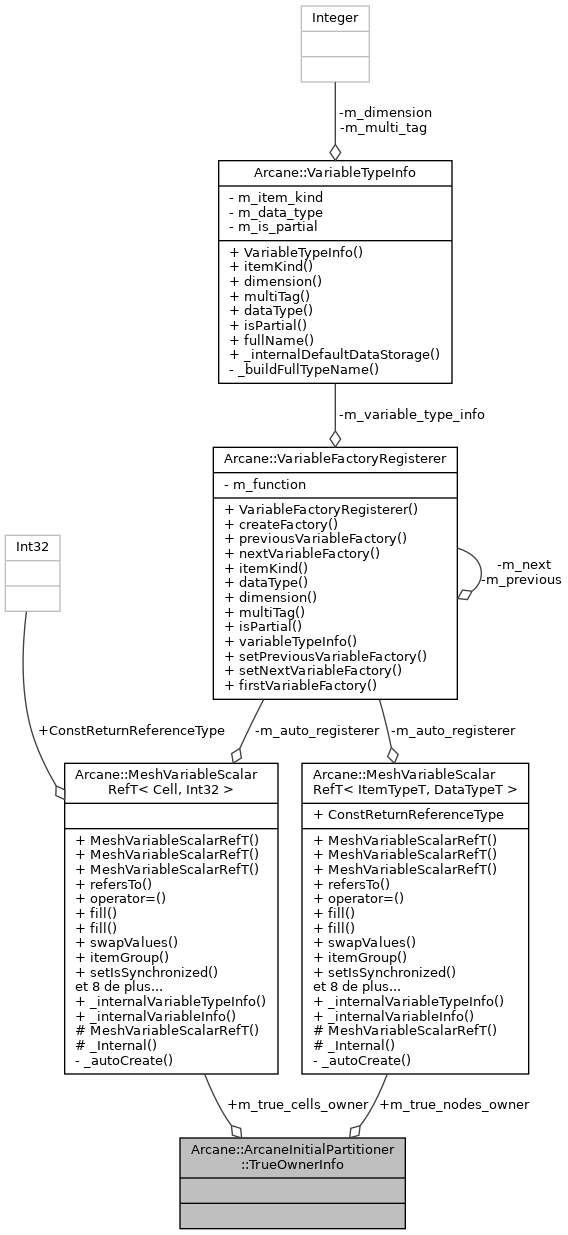 Integer
-m_dimension
-m_multi_tag
Arcane::VariableTypeInfo
- m_item_kind
- m_data_type
- m_is_partial
+ VariableTypeInfo()
+ itemKind()
+ dimension()
+ multiTag()
+ dataType()
+ isPartial()
+ fullName()
+ _internalDefaultDataStorage()
- _buildFullTypeName()
-m_variable_type_info
Arcane::VariableFactoryRegisterer
- m_function
+ VariableFactoryRegisterer()
+ createFactory()
+ previousVariableFactory()
+ nextVariableFactory()
+ itemKind()
+ dataType()
+ dimension()
+ multiTag()
+ isPartial()
+ variableTypeInfo()
+ setPreviousVariableFactory()
+ setNextVariableFactory()
+ firstVariableFactory()
-m_next
-m_previous
Int32
+ConstReturnReferenceType
-m_auto_registerer
-m_auto_registerer
Arcane::MeshVariableScalar
RefT< Cell, Int32 >
+ MeshVariableScalarRefT()
+ MeshVariableScalarRefT()
+ MeshVariableScalarRefT()
+ refersTo()
+ operator=()
+ fill()
+ fill()
+ swapValues()
+ itemGroup()
+ setIsSynchronized()
et 8 de plus...
+ _internalVariableTypeInfo()
+ _internalVariableInfo()
# MeshVariableScalarRefT()
# _Internal()
- _autoCreate()
Arcane::MeshVariableScalar
RefT< ItemTypeT, DataTypeT >
+ ConstReturnReferenceType
+ MeshVariableScalarRefT()
+ MeshVariableScalarRefT()
+ MeshVariableScalarRefT()
+ refersTo()
+ operator=()
+ fill()
+ fill()
+ swapValues()
+ itemGroup()
+ setIsSynchronized()
et 8 de plus...
+ _internalVariableTypeInfo()
+ _internalVariableInfo()
# MeshVariableScalarRefT()
# _Internal()
- _autoCreate()
+m_true_cells_owner
+m_true_nodes_owner
Arcane::ArcaneInitialPartitioner
::TrueOwnerInfo